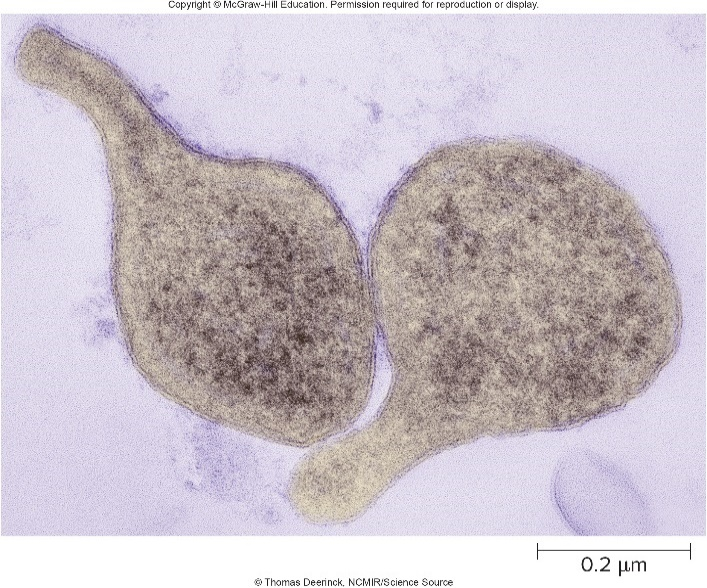 Copyright © McGraw-Hill Education. Permission required for reproduction or display.
0.2 μm
© Thomas Deerinck, NCMIR/Science Source